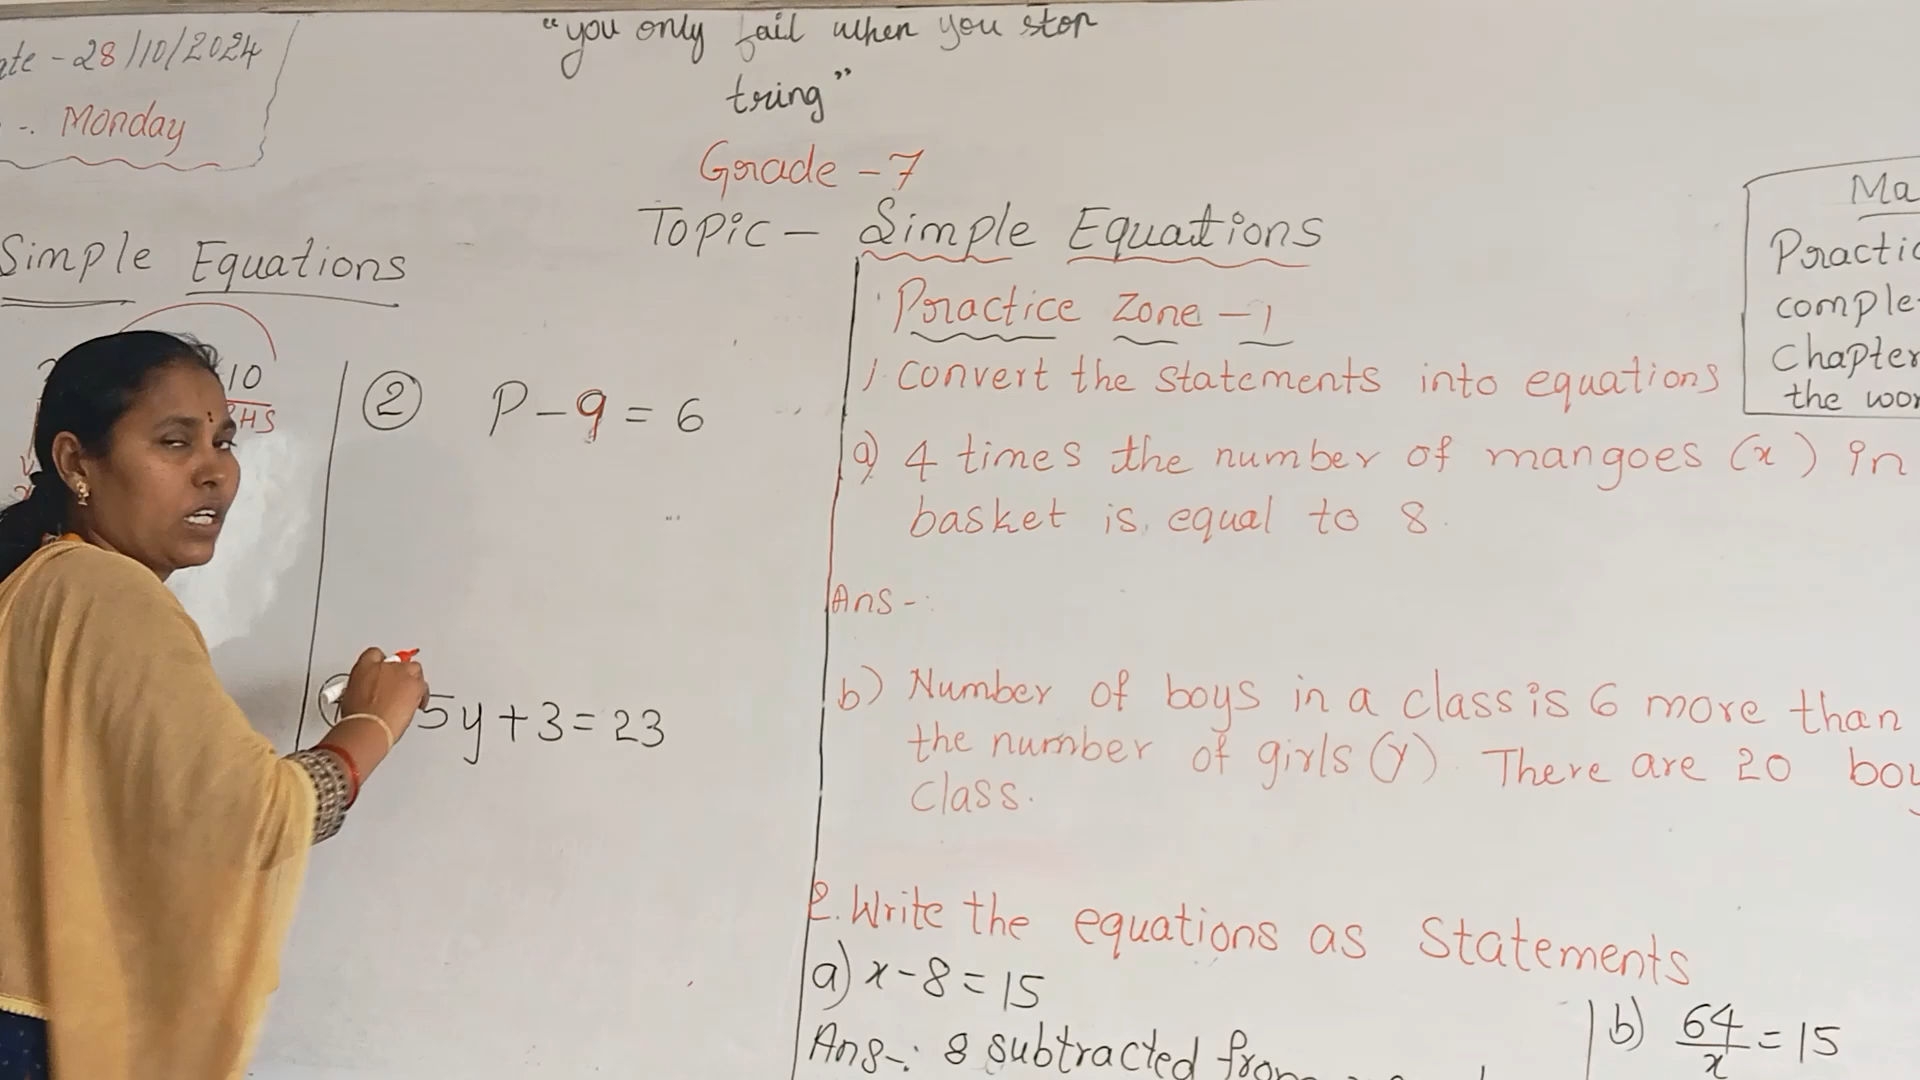 -28/10/2024
Monday
"you only fail when you stop
tring"
Grade -7
Topic - Simple Equations
Simple Equations
10
RHS
② P-9=6
5y+3=23
Practice Zone -1
1. Convert the statements into equations
a) 4 times the number of mangoes (x) in
basket is equal to 8
Ans -:
b) Number of boys in a class is 6 more than
the number of girls (y) There are 20
class.
2. Write the equations as Statements
a) x-8=15
Ans-: 8 subtracted from
b) 64/x = 15
the